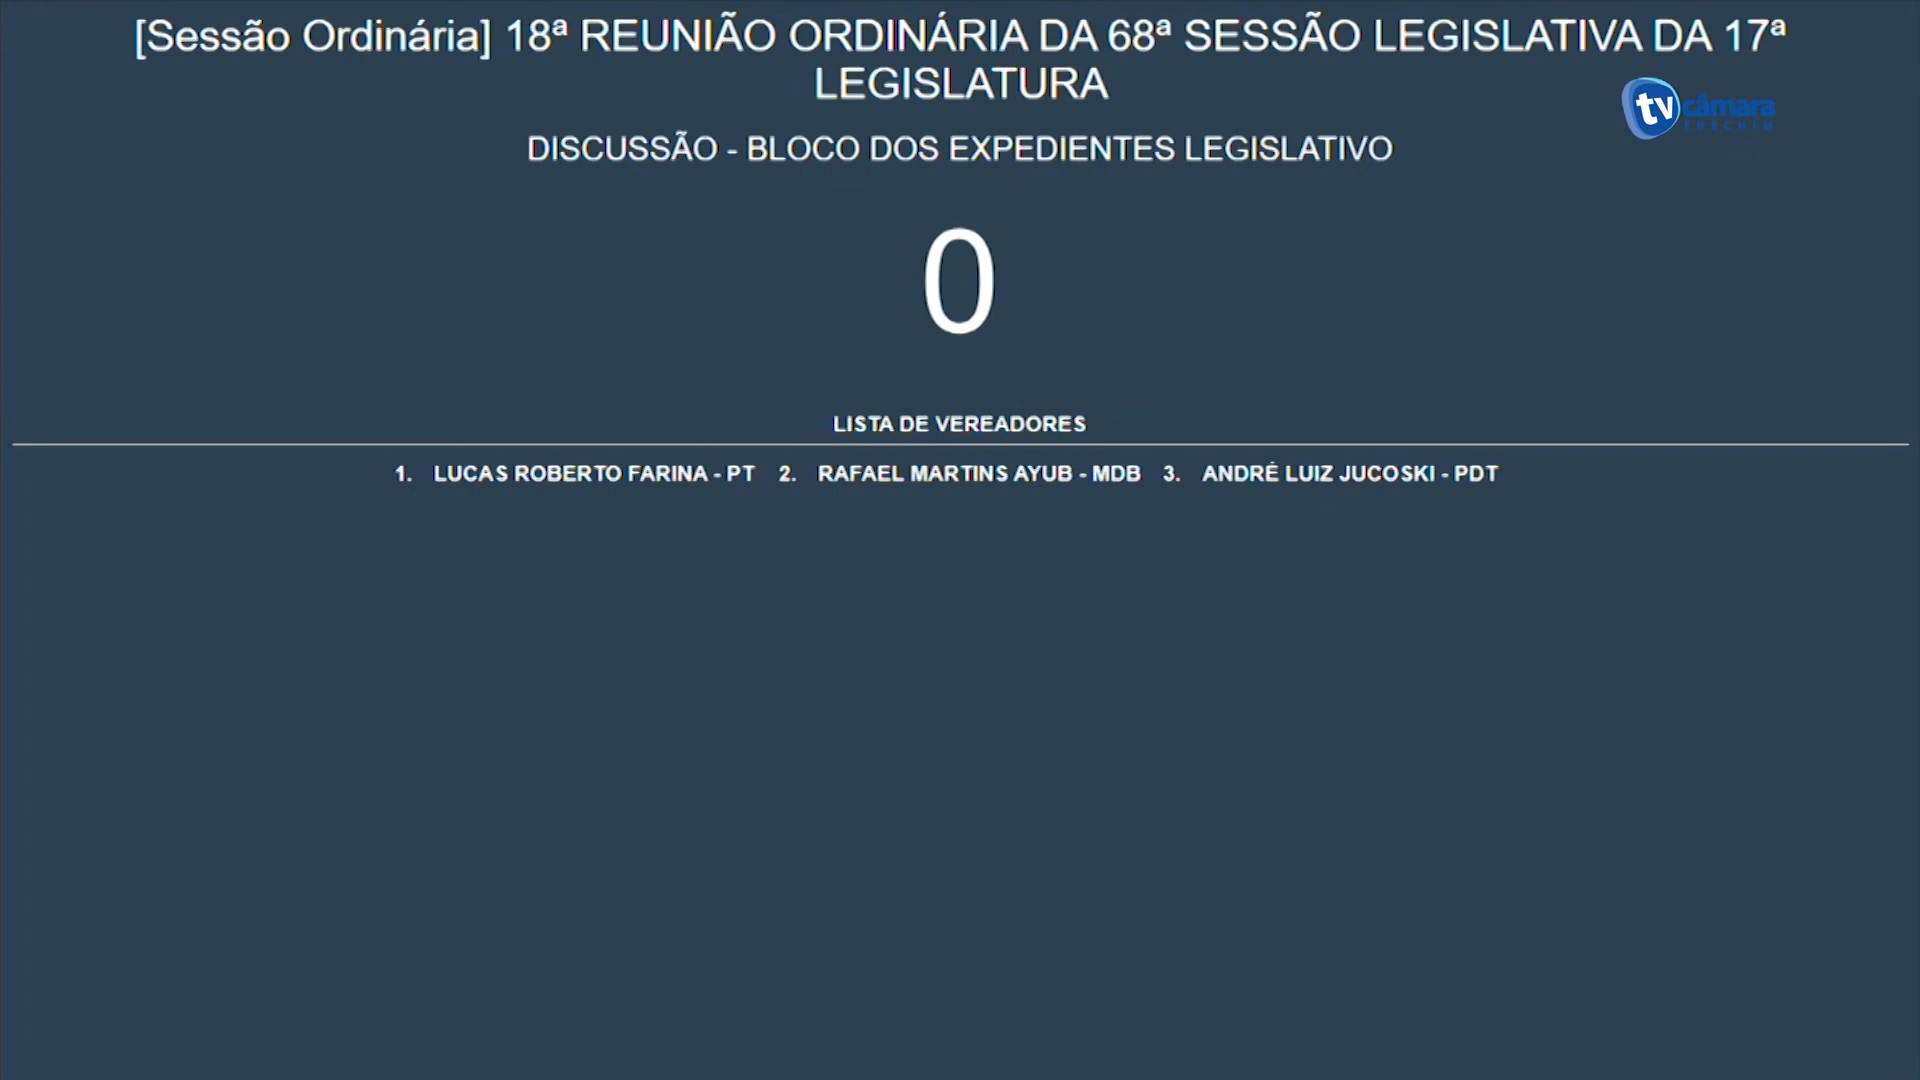 [Sessão Ordinária] 18ª REUNIÃO ORDINÁRIA DA 68ª SESSÃO LEGISLATIVA DA 17ª
LEGISLATURA
tv câmara
ERECHIM
DISCUSSÃO - BLOCO DOS EXPEDIENTES LEGISLATIVO
0
LISTA DE VEREADORES
1. LUCAS ROBERTO FARINA - PT 2. RAFAEL MARTINS AYUB - MDB 3. ANDRÉ LUIZ JUCOSKI - PDT